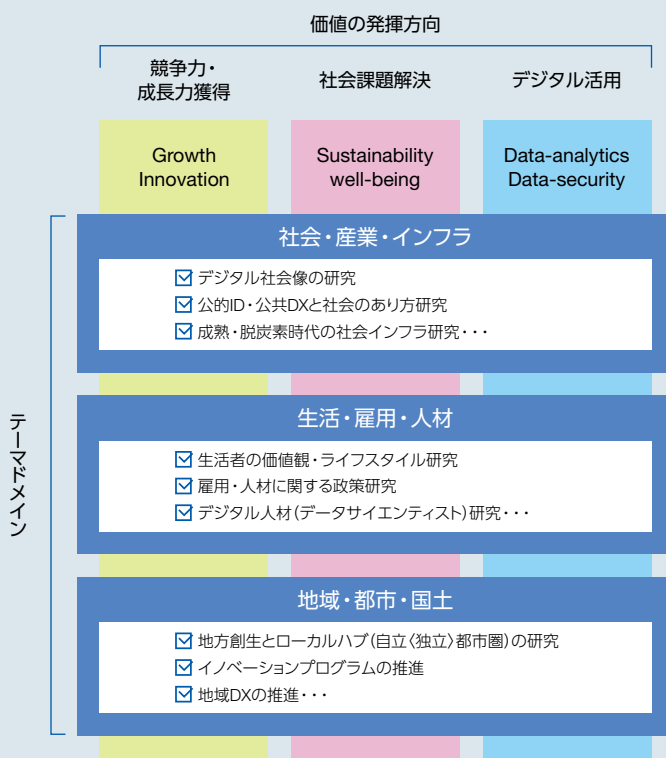 価値の発揮方向
競争力・
成長力獲得
社会課題解決
デジタル活用
Growth
Innovation
Sustainability
well-being
Data-analytics
Data-security
テーマドメイン
社会・産業・インフラ
デジタル社会像の研究
公的ID・公共DXと社会のあり方研究
成熟・脱炭素時代の社会インフラ研究・・・
生活・雇用・人材
生活者の価値観・ライフスタイル研究
雇用・人材に関する政策研究
デジタル人材(データサイエンティスト)研究・・・
地域・都市・国土
地方創生とローカルハブ(自立〈独立〉都市圏)の研究
イノベーションプログラムの推進
地域DXの推進・・・